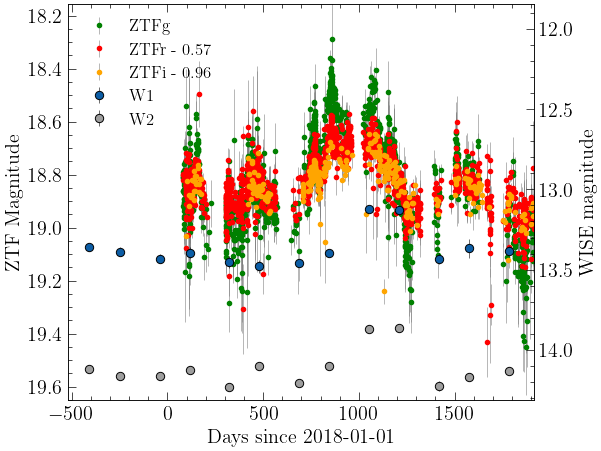 ZTFg
ZTFr - 0.57
ZTFi - 0.96
W1
W2
18.2
18.4
18.6
18.8
19.0
19.2
19.4
19.6
ZTF Magnitude
12.0
12.5
13.0
13.5
14.0
WISE magnitude
−500
0
500
1000
1500
Days since 2018-01-01